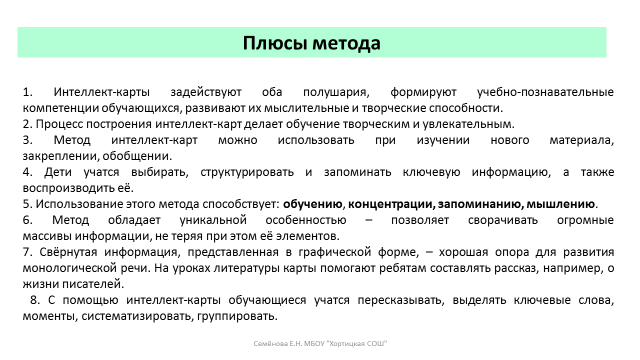 Плюсы метода
1. Интеллект-карты задействуют оба полушария, формируют учебно-познавательные
компетенции обучающихся, развивают их мыслительные и творческие способности.
2. Процесс построения интеллект-карт делает обучение творческим и увлекательным.
3. Метод интеллект-карт можно использовать при изучении нового материала,
закреплении, обобщении.
4. Дети учатся выбирать, структурировать и запоминать ключевую информацию, а также
воспроизводить её.
5. Использование этого метода способствует: обучению, концентрации, запоминанию, мышлению.
6. Метод обладает уникальной особенностью – позволяет сворачивать огромные
массивы информации, не теряя при этом её элементов.
7. Свёрнутая информация, представленная в графической форме, – хорошая опора для развития
монологической речи. На уроках литературы карты помогают ребятам составлять рассказ, например, о
жизни писателей.
8. С помощью интеллект-карты обучающиеся учатся пересказывать, выделять ключевые слова,
моменты, систематизировать, группировать.
Семёнова Е.Н. МБОУ "Хортицкая СОШ"